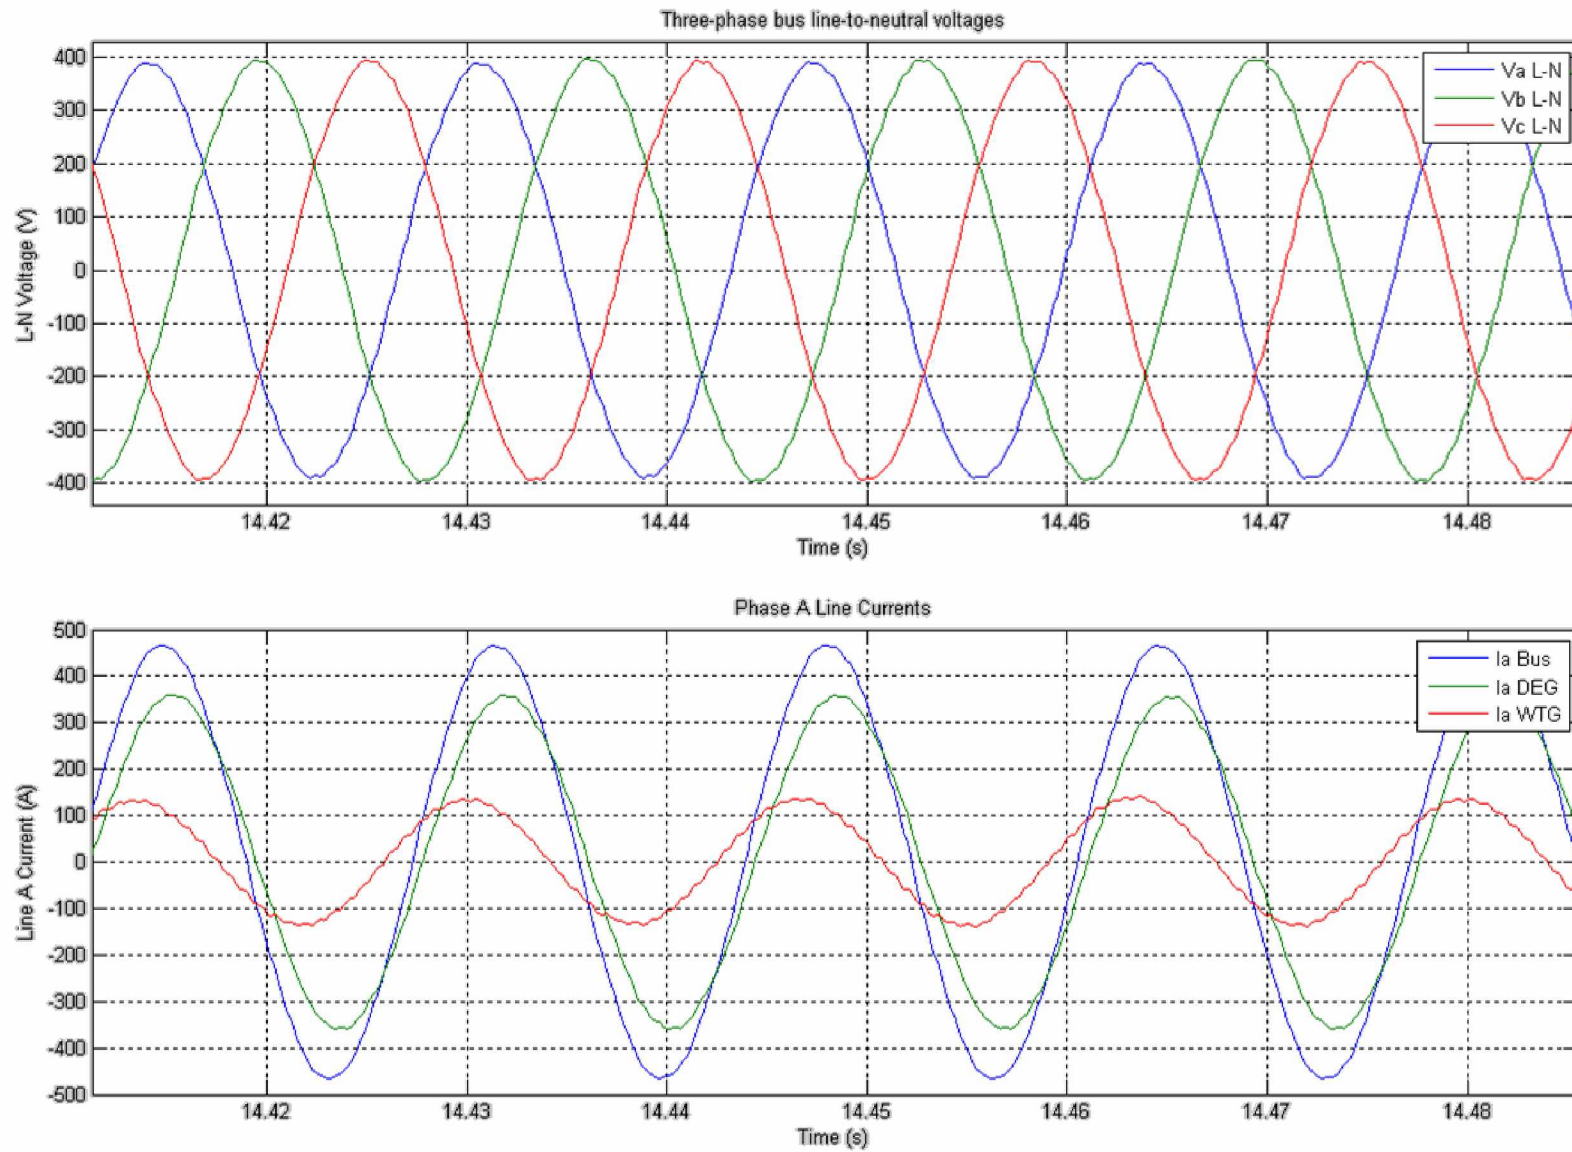 Three-phase bus line-to-neutral voltages
400
300
200
100
0
-100
-200
-300
-400
L-N Voltage (V)
Va L-N
Vb L-N
Vc L-N
14.42 14.43 14.44 14.45 14.46 14.47 14.48
Time (s)
Phase A Line Currents
500
400
300
200
100
0
-100
-200
-300
-400
-500
Line A Current (A)
Ia Bus
Ia DEG
Ia WTG
14.42 14.43 14.44 14.45 14.46 14.47 14.48
Time (s)